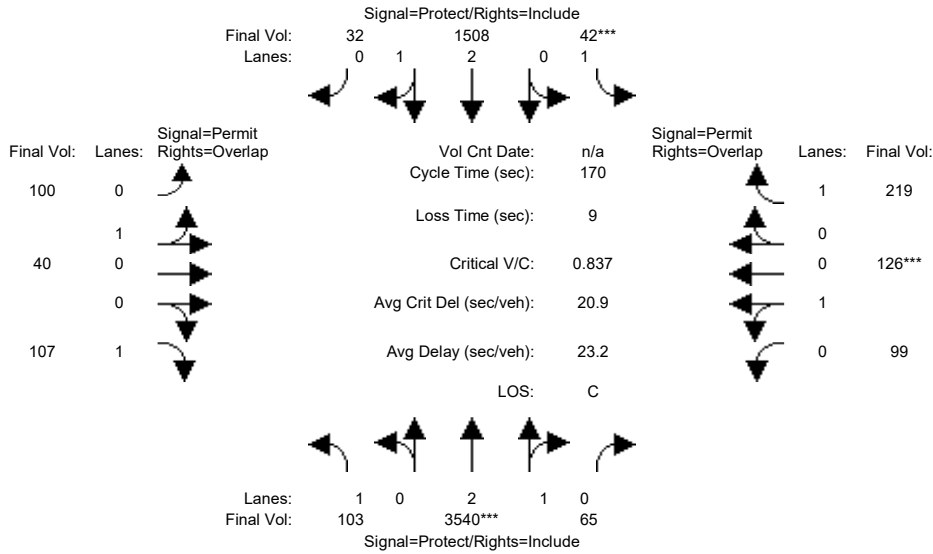 Signal=Protect/Rights=Include
Final Vol: 32 1508 42***
Lanes: 0 1 2 0 1
Signal=Permit
Final Vol: Lanes: Rights=Overlap
Vol Cnt Date: n/a
Signal=Permit
Rights=Overlap Lanes: Final Vol:
Cycle Time (sec): 170
100 0
1 219
Loss Time (sec): 9
1
0
40 0
Critical V/C: 0.837
0 126***
0
Avg Crit Del (sec/veh): 20.9
1
107 1
Avg Delay (sec/veh): 23.2
0 99
LOS: C
Lanes: 1 0 2 1 0
Final Vol: 103 3540*** 65
Signal=Protect/Rights=Include